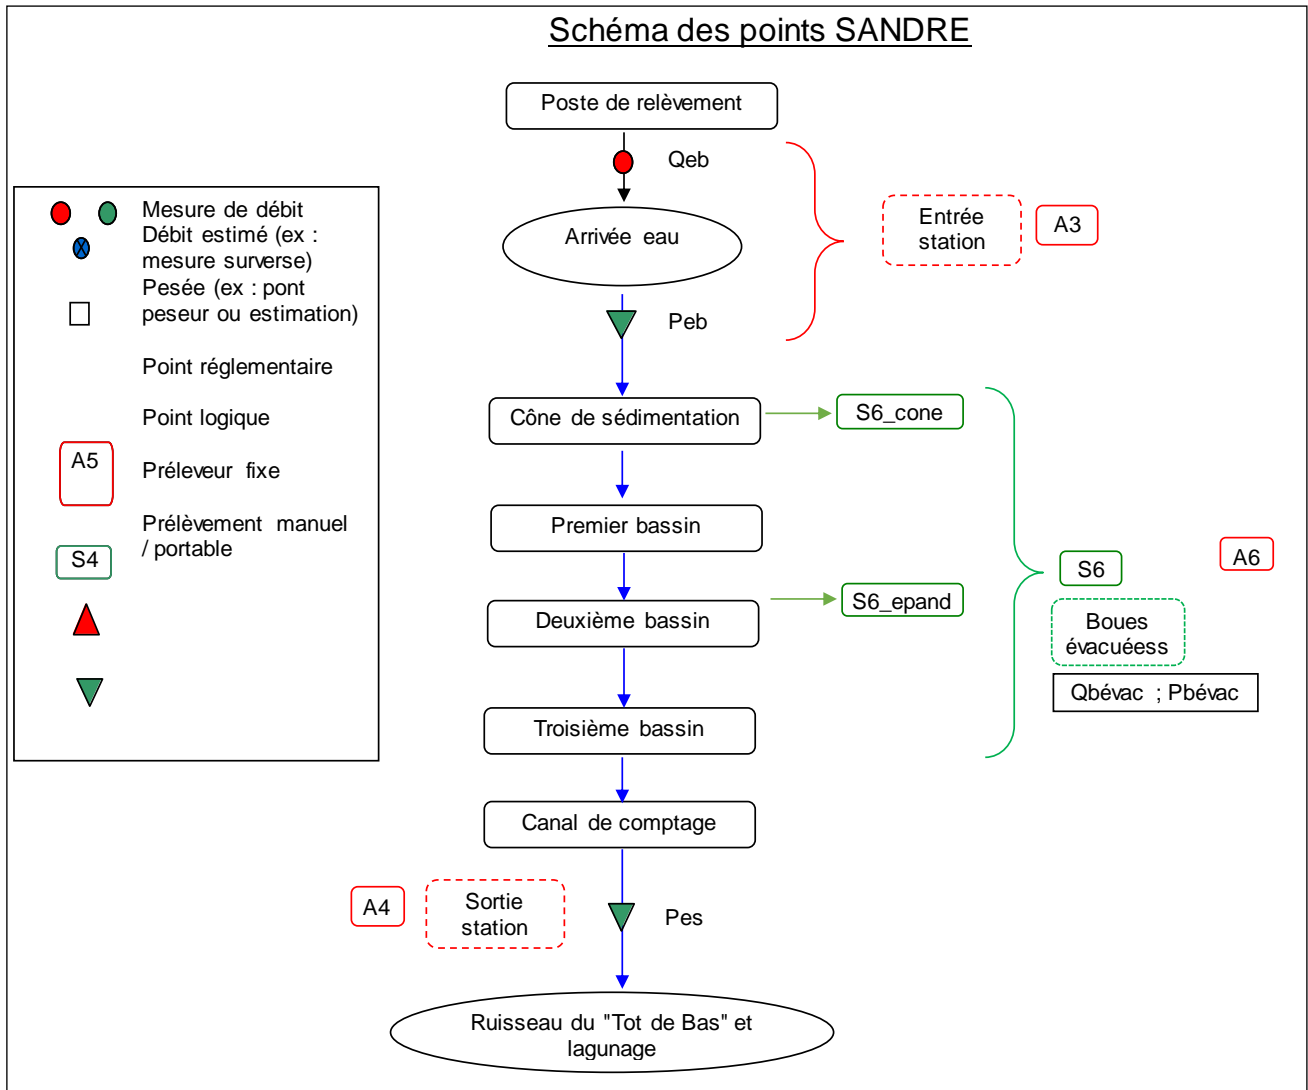 Schéma des points SANDRE
Poste de relèvement
Qeb
Arrivée eau
Entrée
station
A3
Peb
Mesure de débit
Débit estimé (ex :
mesure surverse)
Pesée (ex : pont
peseur ou estimation)
Point réglementaire
Point logique
A5
Préleveur fixe
Prélèvement manuel
/ portable
S4
Cône de sédimentation
S6_cone
Premier bassin
Deuxième bassin
S6_epand
S6
A6
Boues
évacuéess
Qbévac ; Pbévac
Troisième bassin
Canal de comptage
A4
Sortie
station
Pes
Ruisseau du "Tot de Bas" et
lagunage